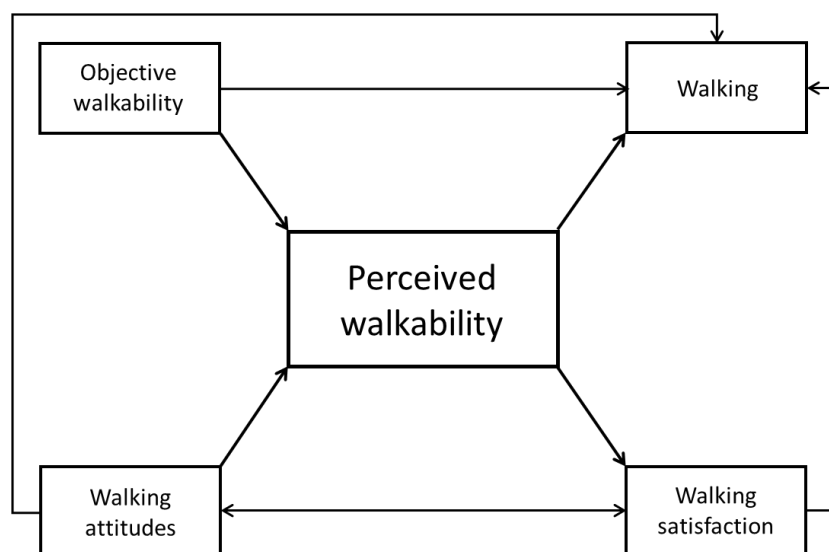 Objective
walkability
Walking
Perceived
walkability
Walking
attitudes
Walking
satisfaction